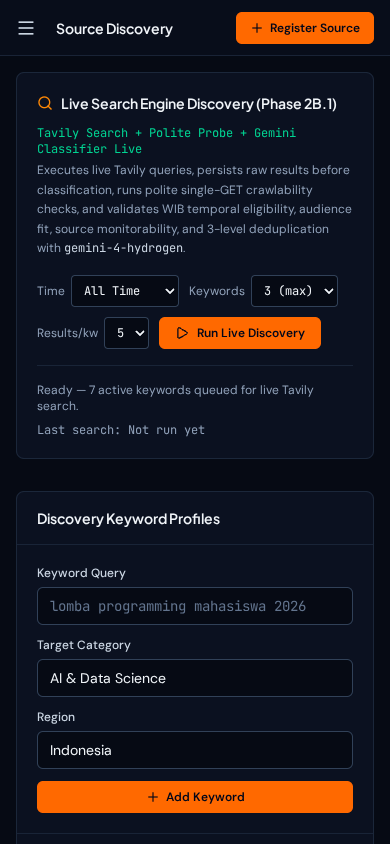 Source Discovery
Register Source
Live Search Engine Discovery (Phase 2B.1)
Tavily Search + Polite Probe + Gemini
Classifier Live
Executes live Tavily queries, persists raw results before
classification, runs polite single-GET crawlability
checks, and validates WIB temporal eligibility, audience
fit, source monitorability, and 3-level deduplication
with gemini-4-hydrogen.
Time All Time Keywords 3 (max)
Results/kw 5 Run Live Discovery
Ready — 7 active keywords queued for live Tavily
search.
Last search: Not run yet
Discovery Keyword Profiles
Keyword Query
lomba programming mahasiswa 2026
Target Category
AI & Data Science
Region
Indonesia
Add Keyword